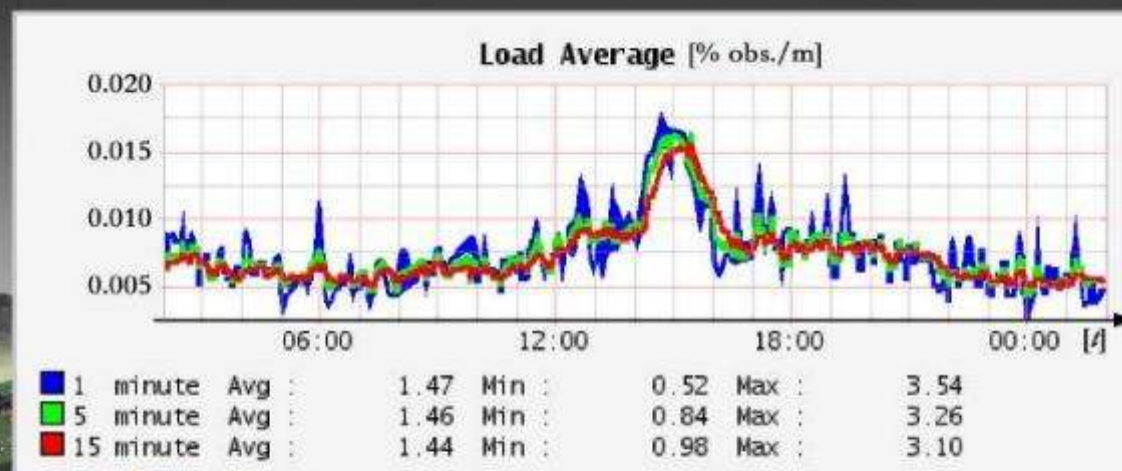 Load Average [% obs./m]
0.020
0.015
0.010
0.005
06:00 12:00 18:00 00:00 [t]
1 minute Avg : 1.47 Min : 0.52 Max : 3.54
5 minute Avg : 1.46 Min : 0.84 Max : 3.26
15 minute Avg : 1.44 Min : 0.98 Max : 3.10